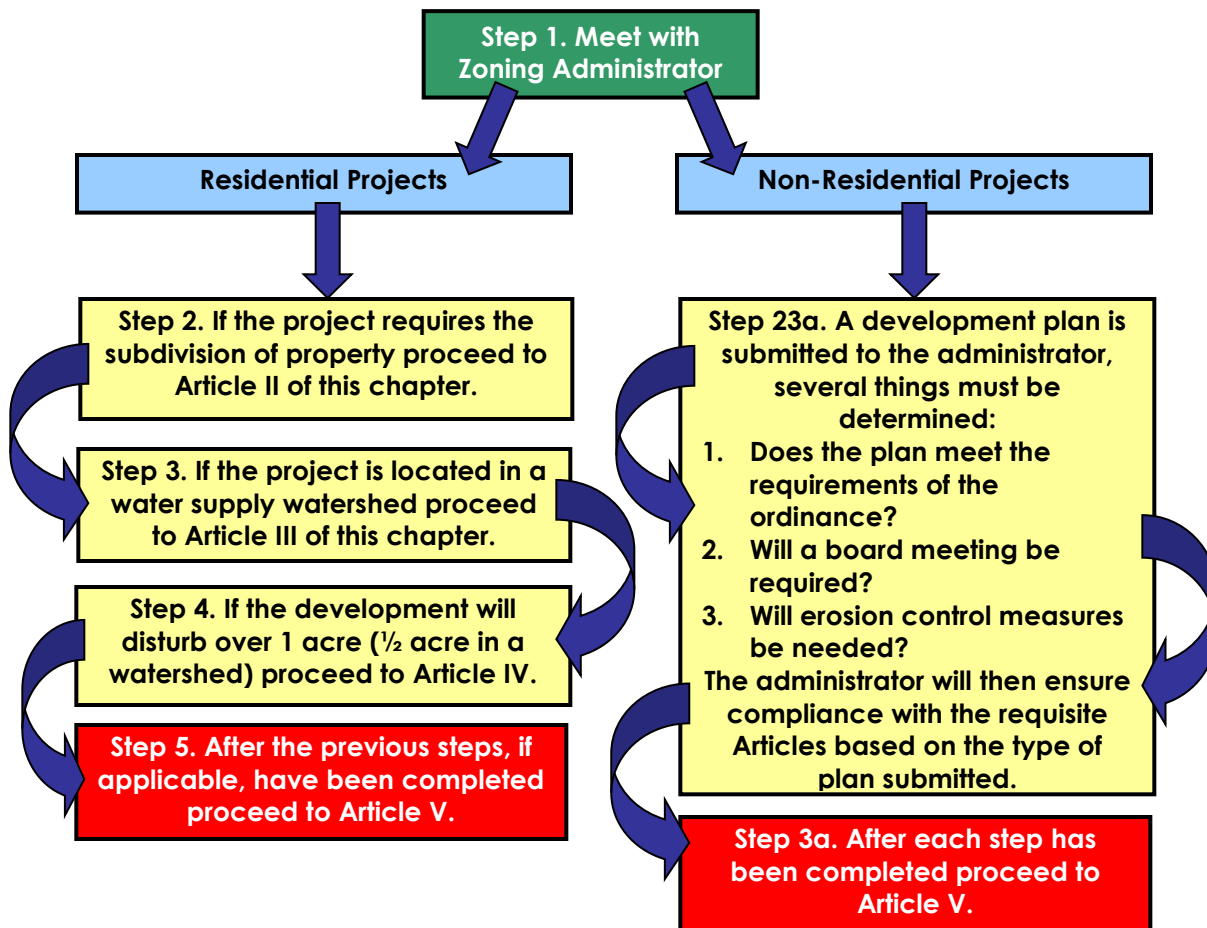 Step 1. Meet with
Zoning Administrator
Residential Projects
Non-Residential Projects
Step 2. If the project requires the
subdivision of property proceed to
Article II of this chapter.
Step 3. If the project is located in a
water supply watershed proceed
to Article III of this chapter.
Step 4. If the development will
disturb over 1 acre (½ acre in a
watershed) proceed to Article IV.
Step 5. After the previous steps, if
applicable, have been completed
proceed to Article V.
Step 23a. A development plan is
submitted to the administrator,
several things must be
determined:
1. Does the plan meet the
requirements of the
ordinance?
2. Will a board meeting be
required?
3. Will erosion control measures
be needed?
The administrator will then ensure
compliance with the requisite
Articles based on the type of
plan submitted.
Step 3a. After each step has
been completed proceed to
Article V.